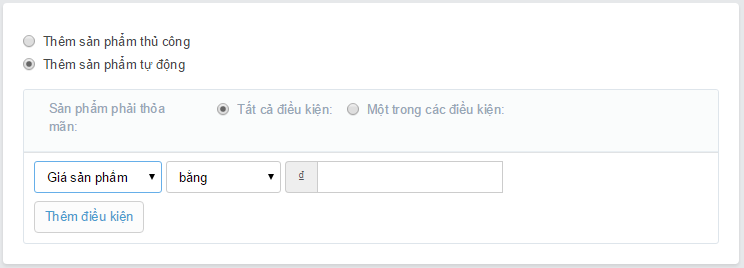 Thêm sản phẩm thủ công
Thêm sản phẩm tự động
Sản phẩm phải thỏa mãn:
Tất cả điều kiện:
Một trong các điều kiện:
Giá sản phẩm
bằng
₫
Thêm điều kiện